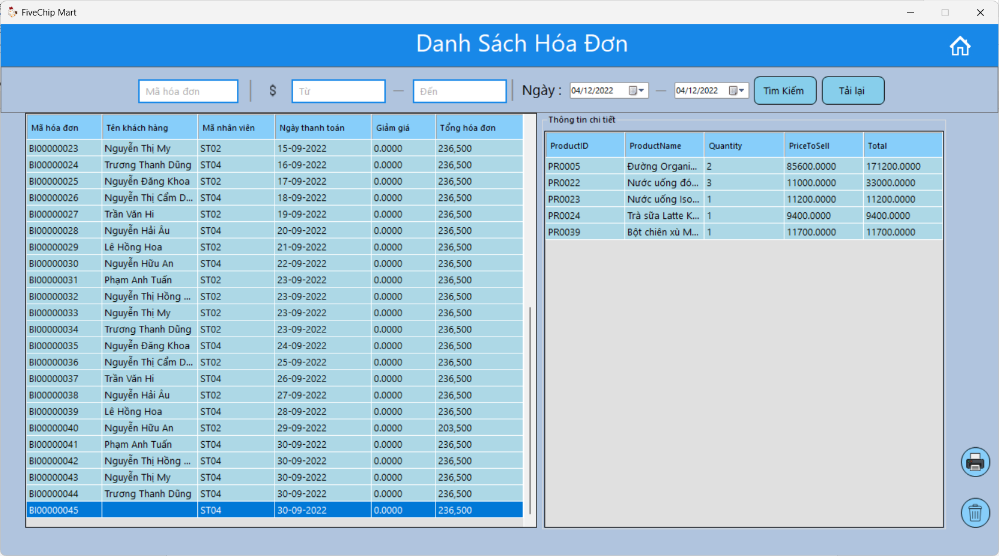 FiveChip Mart
Danh Sách Hóa Đơn
Mã hóa đơn $ Từ — Đến Ngày : 04/12/2022 — 04/12/2022 Tìm Kiếm Tải lại
Mã hóa đơn Tên khách hàng Mã nhân viên Ngày thanh toán Giảm giá Tổng hóa đơn
BI00000023 Nguyễn Thị My ST02 15-09-2022 0.0000 236,500
BI00000024 Trương Thanh Dũng ST04 16-09-2022 0.0000 236,500
BI00000025 Nguyễn Đăng Khoa ST02 17-09-2022 0.0000 236,500
BI00000026 Nguyễn Thị Cẩm D... ST04 18-09-2022 0.0000 236,500
BI00000027 Trần Văn Hi ST02 19-09-2022 0.0000 236,500
BI00000028 Nguyễn Hải Âu ST04 20-09-2022 0.0000 236,500
BI00000029 Lê Hồng Hoa ST02 21-09-2022 0.0000 236,500
BI00000030 Nguyễn Hữu An ST04 22-09-2022 0.0000 236,500
BI00000031 Phạm Anh Tuấn ST02 23-09-2022 0.0000 236,500
BI00000032 Nguyễn Thị Hồng ... ST02 23-09-2022 0.0000 236,500
BI00000033 Nguyễn Thị My ST02 23-09-2022 0.0000 236,500
BI00000034 Trương Thanh Dũng ST02 23-09-2022 0.0000 236,500
BI00000035 Nguyễn Đăng Khoa ST04 24-09-2022 0.0000 236,500
BI00000036 Nguyễn Thị Cẩm D... ST02 25-09-2022 0.0000 236,500
BI00000037 Trần Văn Hi ST04 26-09-2022 0.0000 236,500
BI00000038 Nguyễn Hải Âu ST02 27-09-2022 0.0000 236,500
BI00000039 Lê Hồng Hoa ST04 28-09-2022 0.0000 236,500
BI00000040 Nguyễn Hữu An ST02 29-09-2022 0.0000 203,500
BI00000041 Phạm Anh Tuấn ST04 30-09-2022 0.0000 236,500
BI00000042 Nguyễn Thị Hồng ... ST04 30-09-2022 0.0000 236,500
BI00000043 Nguyễn Thị My ST04 30-09-2022 0.0000 236,500
BI00000044 Trương Thanh Dũng ST04 30-09-2022 0.0000 236,500
BI00000045 ST04 30-09-2022 0.0000 236,500
Thông tin chi tiết
ProductID ProductName Quantity PriceToSell Total
PR0005 Đường Organi... 2 85600.0000 171200.0000
PR0022 Nước uống đó... 3 11000.0000 33000.0000
PR0023 Nước uống Iso... 1 11200.0000 11200.0000
PR0024 Trà sữa Latte K... 1 9400.0000 9400.0000
PR0039 Bột chiên xù M... 1 11700.0000 11700.0000